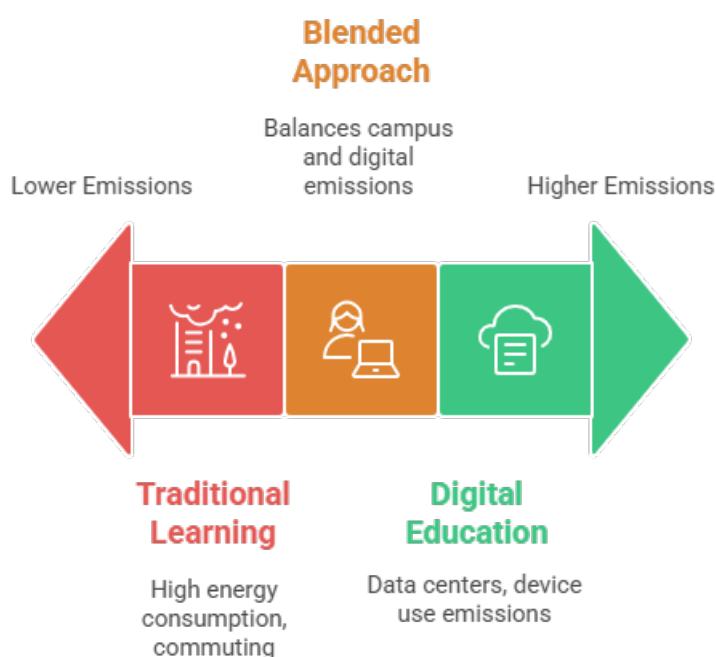 Blended
Approach
Balances campus
and digital
emissions
Lower Emissions
Higher Emissions
Traditional
Learning
High energy
consumption,
commuting
Digital
Education
Data centers, device
use emissions